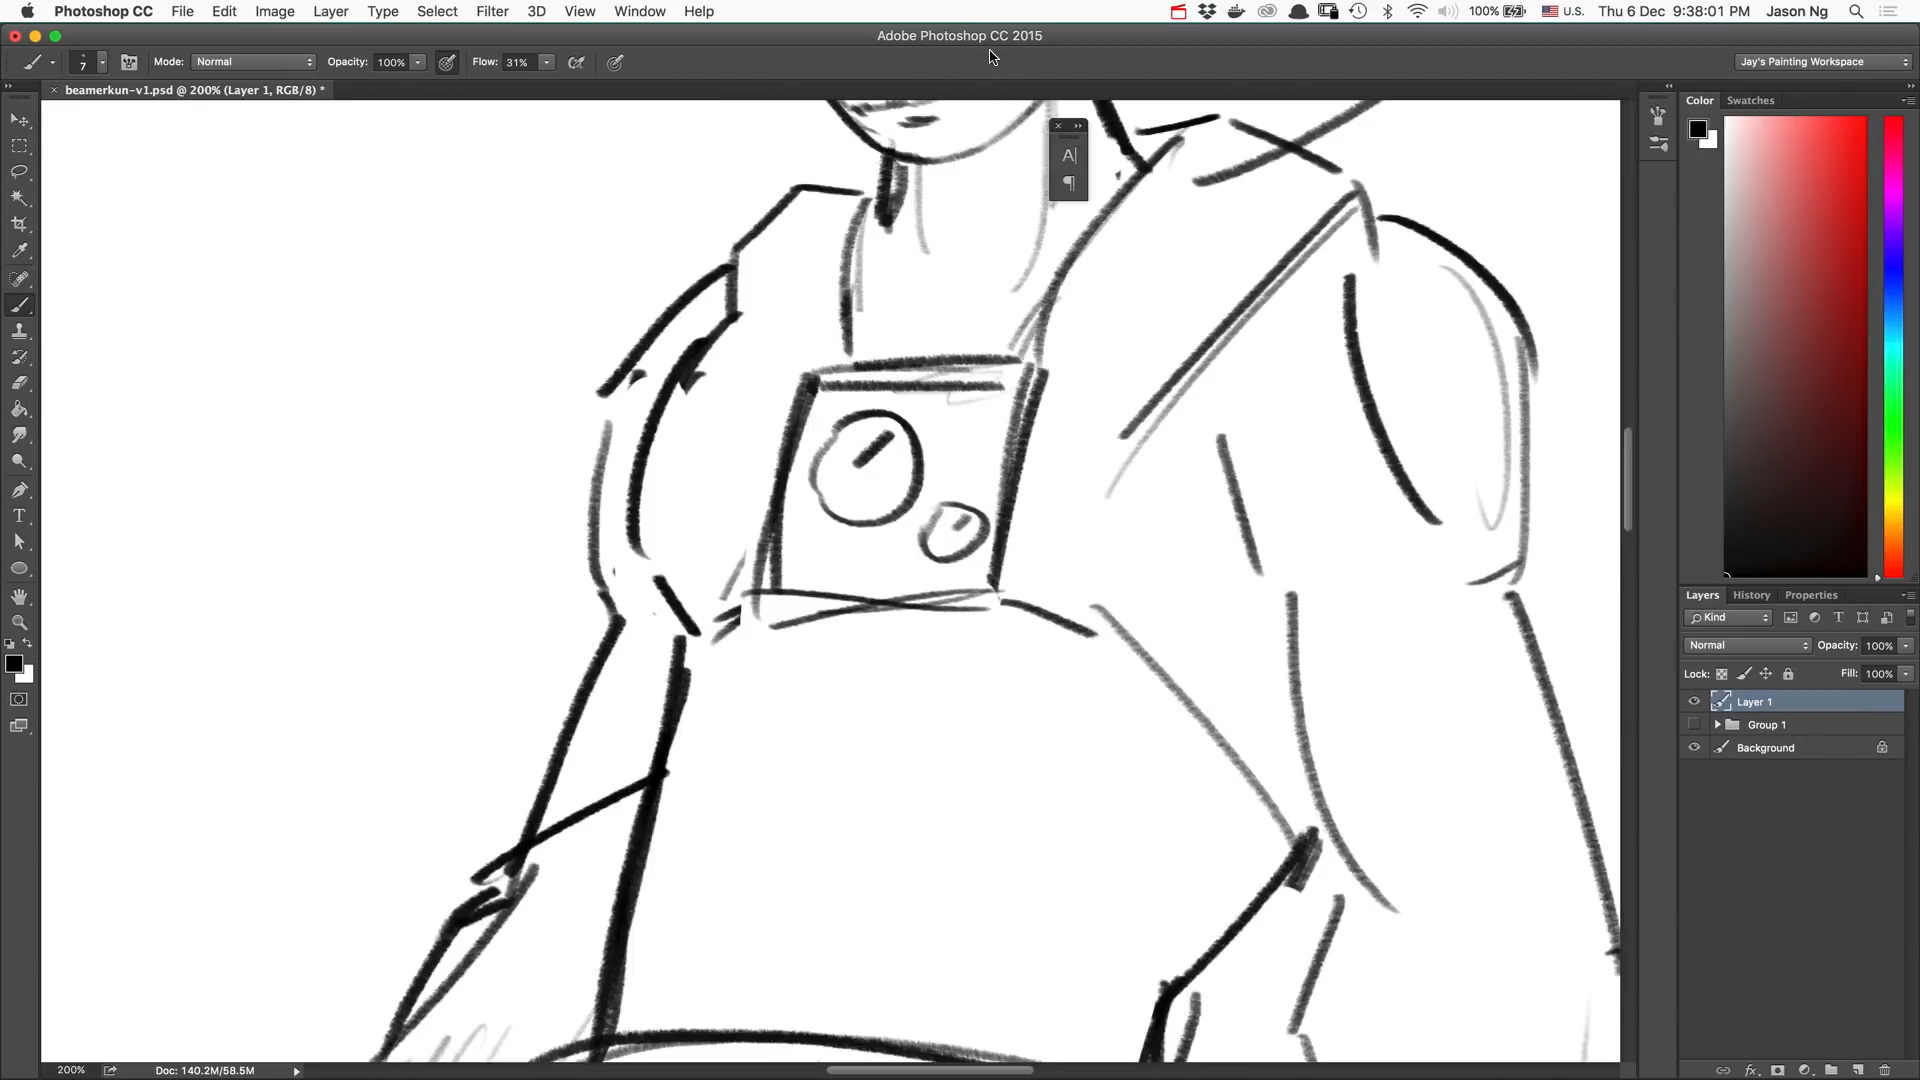 Photoshop CC File Edit Image Layer Type Select Filter 3D View Window Help 100% U.S. Thu 6 Dec 9:38:01 PM Jason Ng
Adobe Photoshop CC 2015
7 Mode: Normal Opacity: 100% Flow: 31% Jay's Painting Workspace
× beamerkun-v1.psd @ 200% (Layer 1, RGB/8) *
Color Swatches
A|
¶
T
Layers History Properties
Kind T
Normal Opacity: 100%
Lock: Fill: 100%
Layer 1
Group 1
Background
200% Doc: 140.2M/58.5M
fx